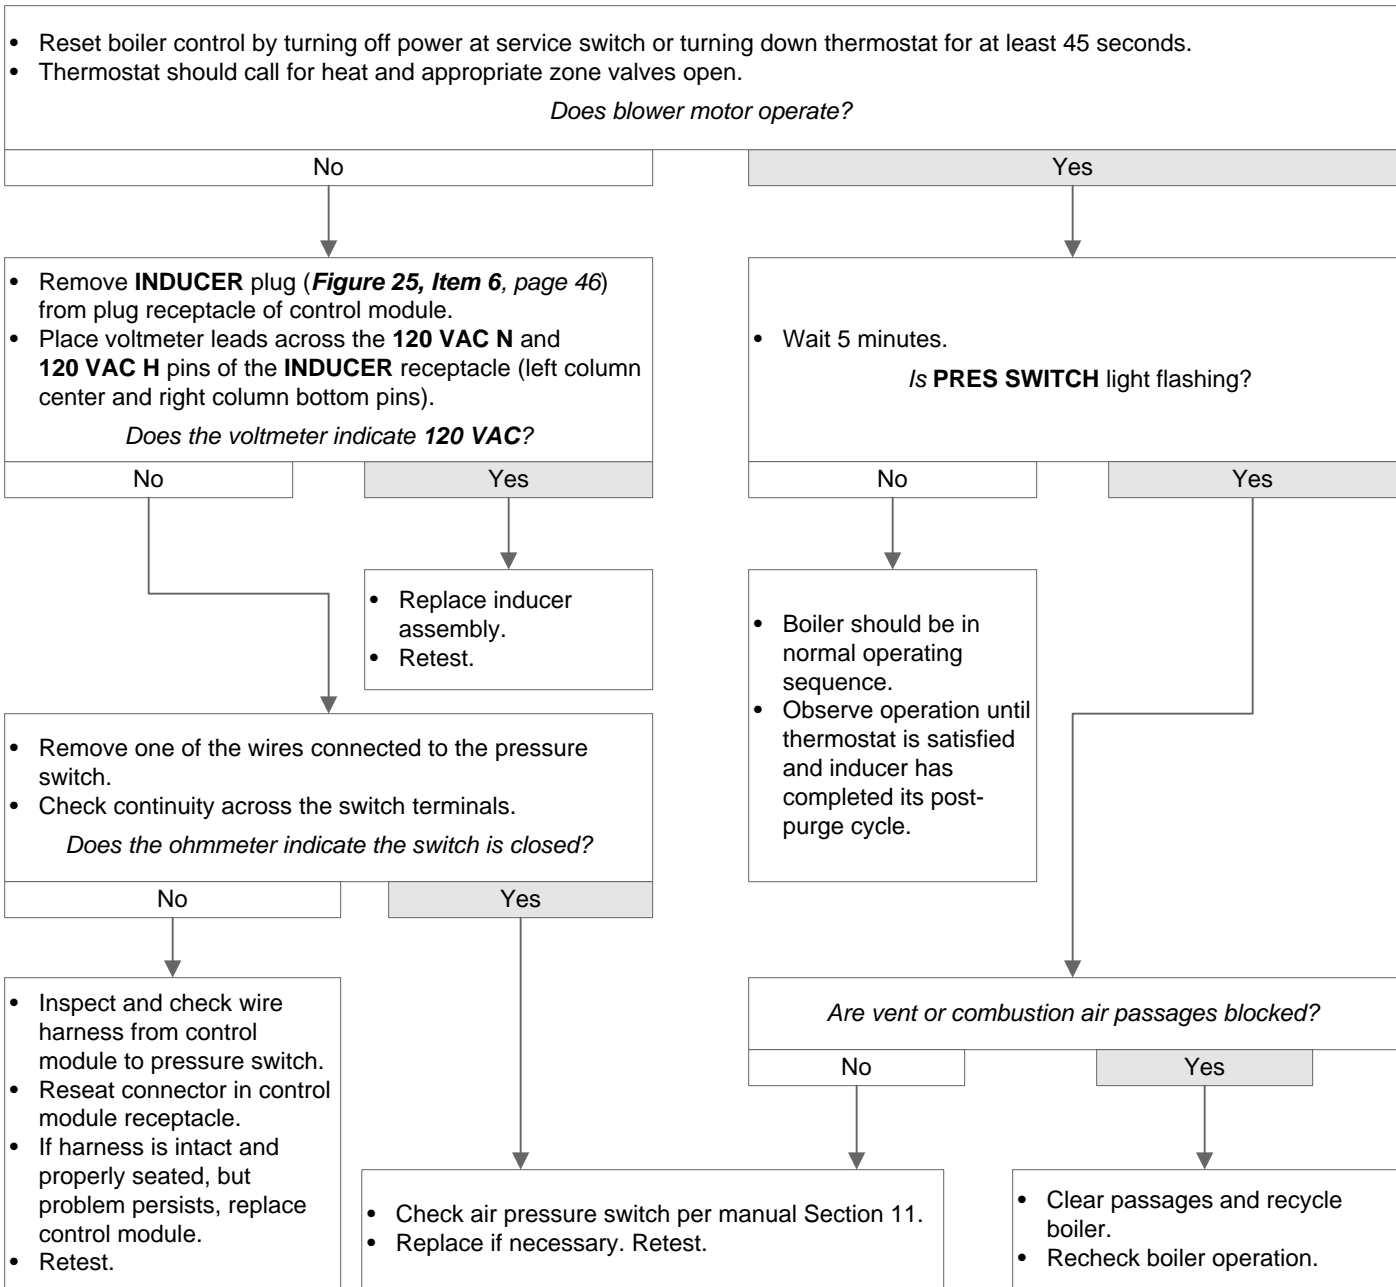 • Reset boiler control by turning off power at service switch or turning down thermostat for at least 45 seconds.
• Thermostat should call for heat and appropriate zone valves open.
Does blower motor operate?
No
Yes
• Remove INDUCER plug (Figure 25, Item 6, page 46)
from plug receptacle of control module.
• Place voltmeter leads across the 120 VAC N and
120 VAC H pins of the INDUCER receptacle (left column
center and right column bottom pins).
Does the voltmeter indicate 120 VAC?
No
Yes
• Wait 5 minutes.
Is PRES SWITCH light flashing?
No
Yes
• Replace inducer
assembly.
• Retest.
• Boiler should be in
normal operating
sequence.
• Observe operation until
thermostat is satisfied
and inducer has
completed its post-
purge cycle.
• Remove one of the wires connected to the pressure
switch.
• Check continuity across the switch terminals.
Does the ohmmeter indicate the switch is closed?
No
Yes
• Inspect and check wire
harness from control
module to pressure switch.
• Reseat connector in control
module receptacle.
• If harness is intact and
properly seated, but
problem persists, replace
control module.
• Retest.
Are vent or combustion air passages blocked?
No
Yes
• Check air pressure switch per manual Section 11.
• Replace if necessary. Retest.
• Clear passages and recycle
boiler.
• Recheck boiler operation.